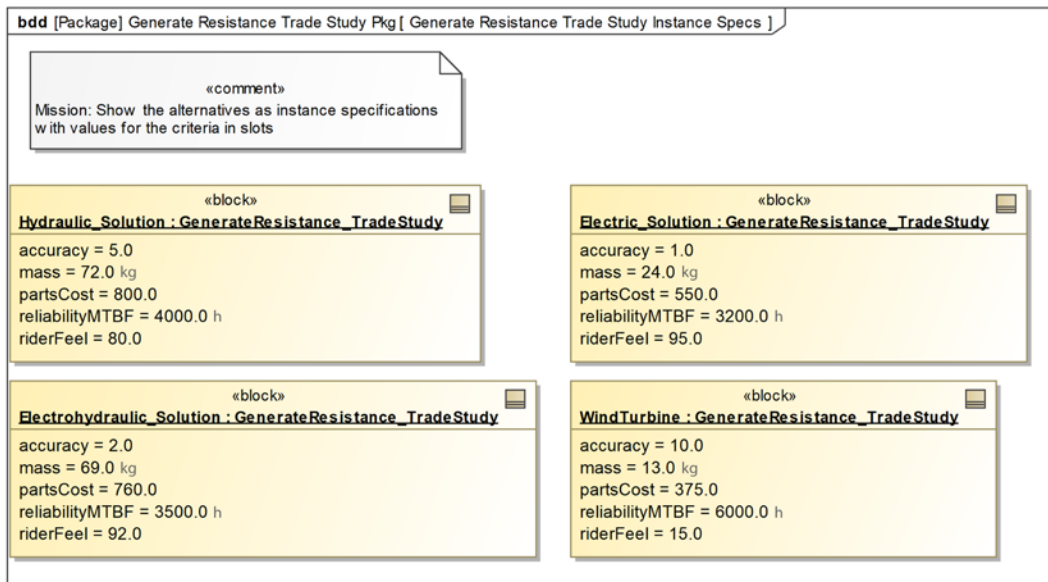 bdd [Package] Generate Resistance Trade Study Pkg [ Generate Resistance Trade Study Instance Specs ]
«comment»
Mission: Show the alternatives as instance specifications
with values for the criteria in slots
«block»
Hydraulic_Solution : GenerateResistance_TradeStudy
accuracy = 5.0
mass = 72.0 kg
partsCost = 800.0
reliabilityMTBF = 4000.0 h
riderFeel = 80.0
«block»
Electric_Solution : GenerateResistance_TradeStudy
accuracy = 1.0
mass = 24.0 kg
partsCost = 550.0
reliabilityMTBF = 3200.0 h
riderFeel = 95.0
«block»
Electrohydraulic_Solution : GenerateResistance_TradeStudy
accuracy = 2.0
mass = 69.0 kg
partsCost = 760.0
reliabilityMTBF = 3500.0 h
riderFeel = 92.0
«block»
WindTurbine : GenerateResistance_TradeStudy
accuracy = 10.0
mass = 13.0 kg
partsCost = 375.0
reliabilityMTBF = 6000.0 h
riderFeel = 15.0